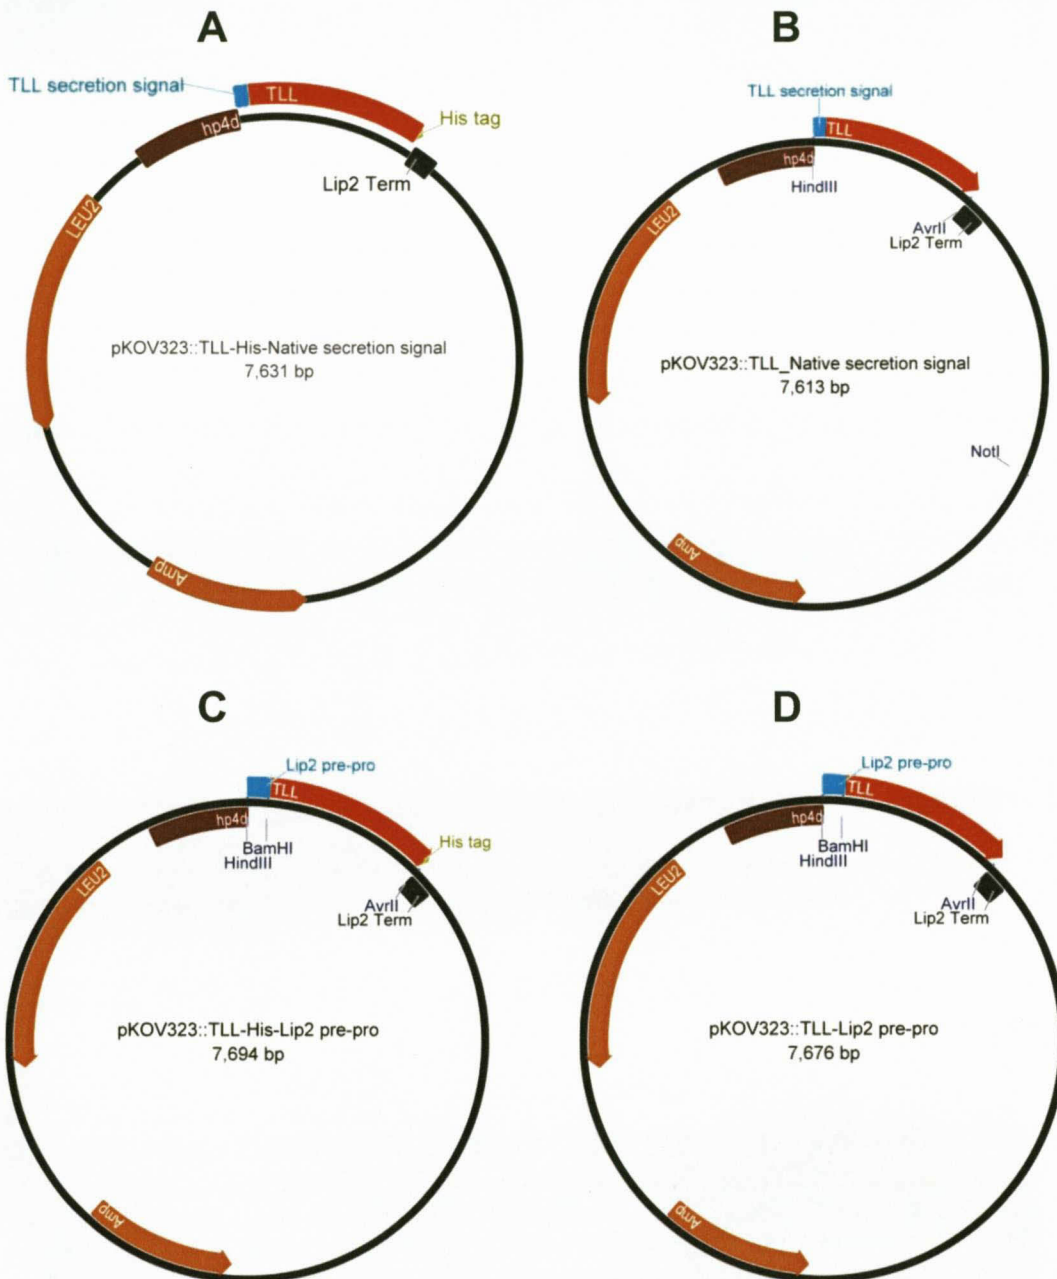 A
TLL secretion signal
TLL
His tag
hp4d
Lip2 Term
LEU2
pKOV323::TLL-His-Native secretion signal
7,631 bp
Amp
B
TLL secretion signal
TLL
hp4d
HindIII
LEU2
AvrII
Lip2 Term
pKOV323::TLL_Native secretion signal
7,613 bp
NotI
Amp
C
Lip2 pre-pro
TLL
hp4d
BamHI
HindIII
His tag
LEU2
AvrII
Lip2 Term
pKOV323::TLL-His-Lip2 pre-pro
7,694 bp
Amp
D
Lip2 pre-pro
TLL
hp4d
BamHI
HindIII
LEU2
AvrII
Lip2 Term
pKOV323::TLL-Lip2 pre-pro
7,676 bp
Amp